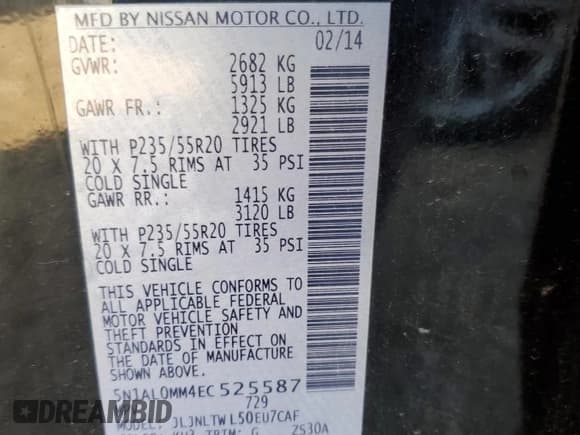 MFD BY NISSAN MOTOR CO., LTD.
DATE: 02/14
GVWR: 2682 KG
5913 LB
GAWR FR.: 1325 KG
2921 LB
WITH P235/55R20 TIRES
20 X 7.5 RIMS AT 35 PSI
COLD SINGLE
GAWR RR.: 1415 KG
3120 LB
WITH P235/55R20 TIRES
20 X 7.5 RIMS AT 35 PSI
COLD SINGLE
THIS VEHICLE CONFORMS TO
ALL APPLICABLE FEDERAL
MOTOR VEHICLE SAFETY AND
THEFT PREVENTION
STANDARDS IN EFFECT ON
THE DATE OF MANUFACTURE
SHOWN ABOVE.
5N1AL0MM4EC525587
729
MODEL: JLJNLTWL50EU7CAF
TRIM: G 2S30A
DREAMBID